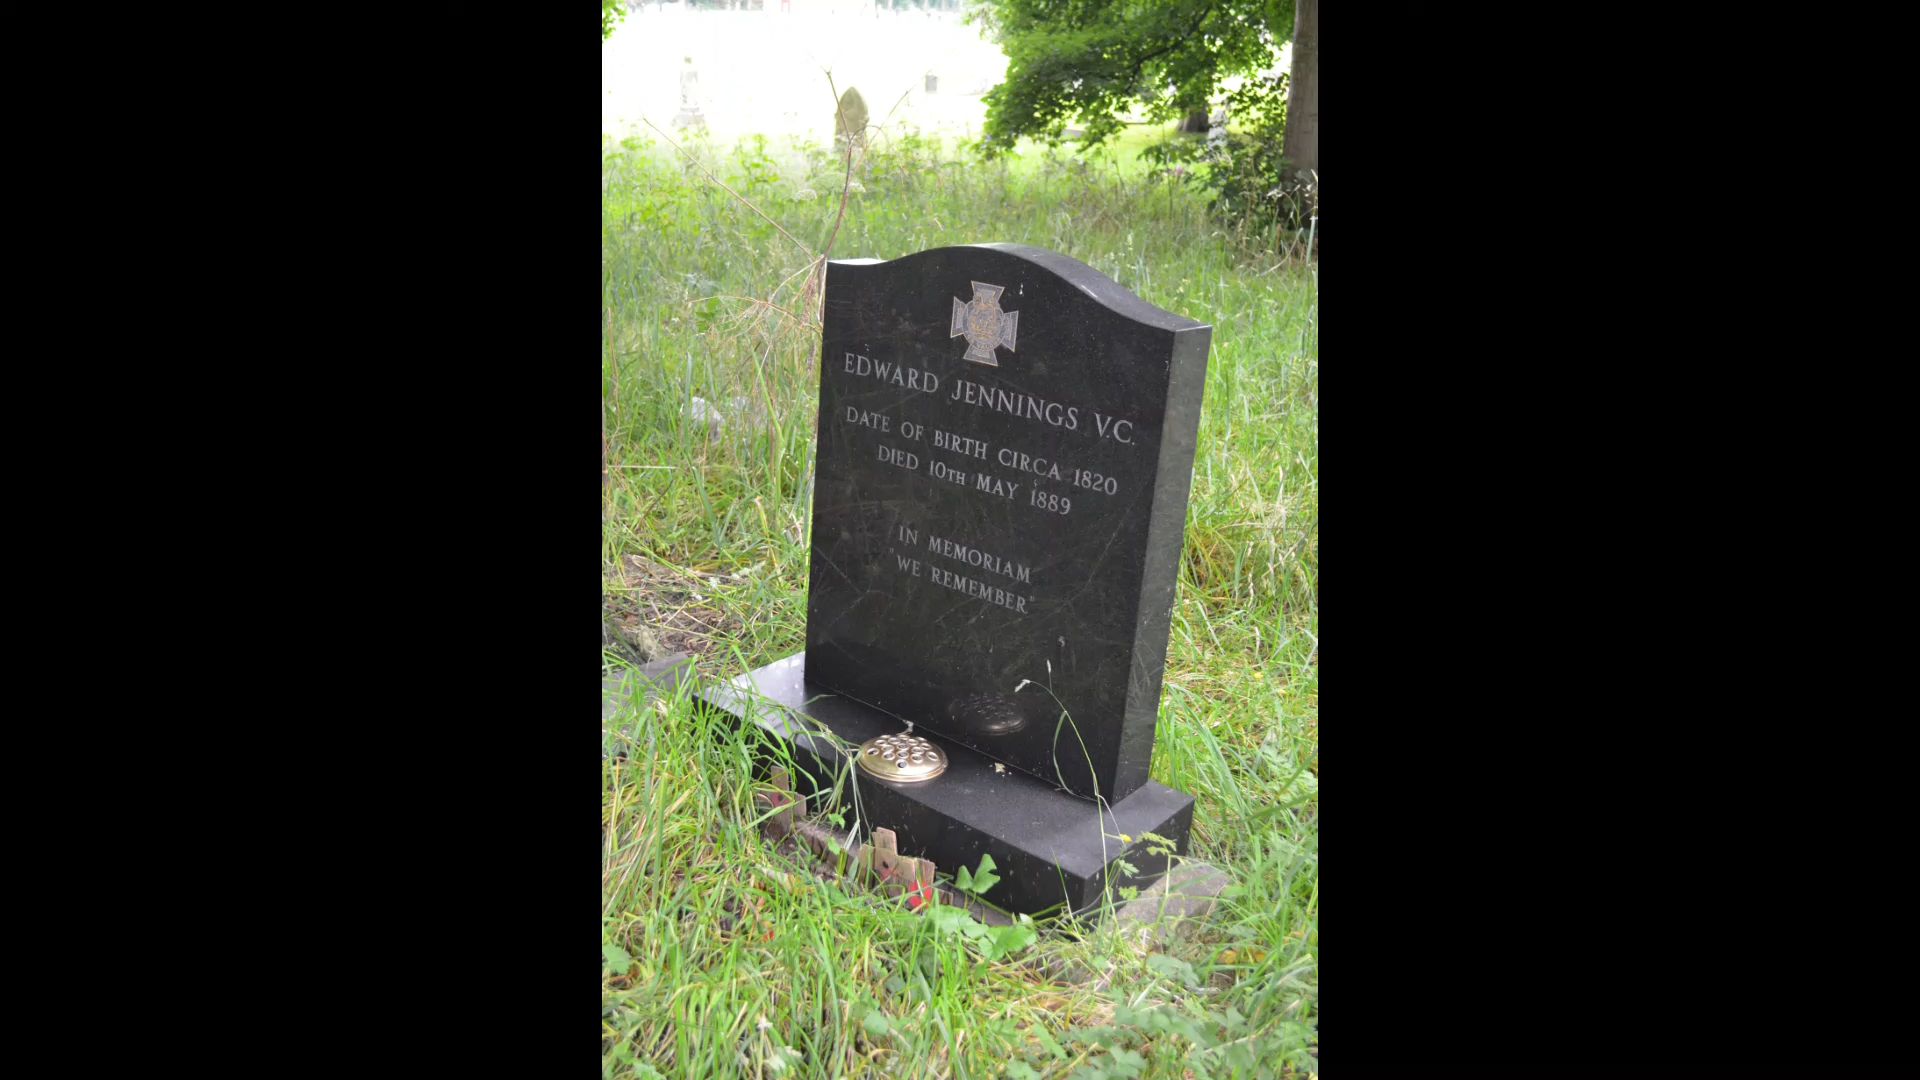 EDWARD JENNINGS V.C.
DATE OF BIRTH CIRCA 1820
DIED 10TH MAY 1889
IN MEMORIAM
"WE REMEMBER"